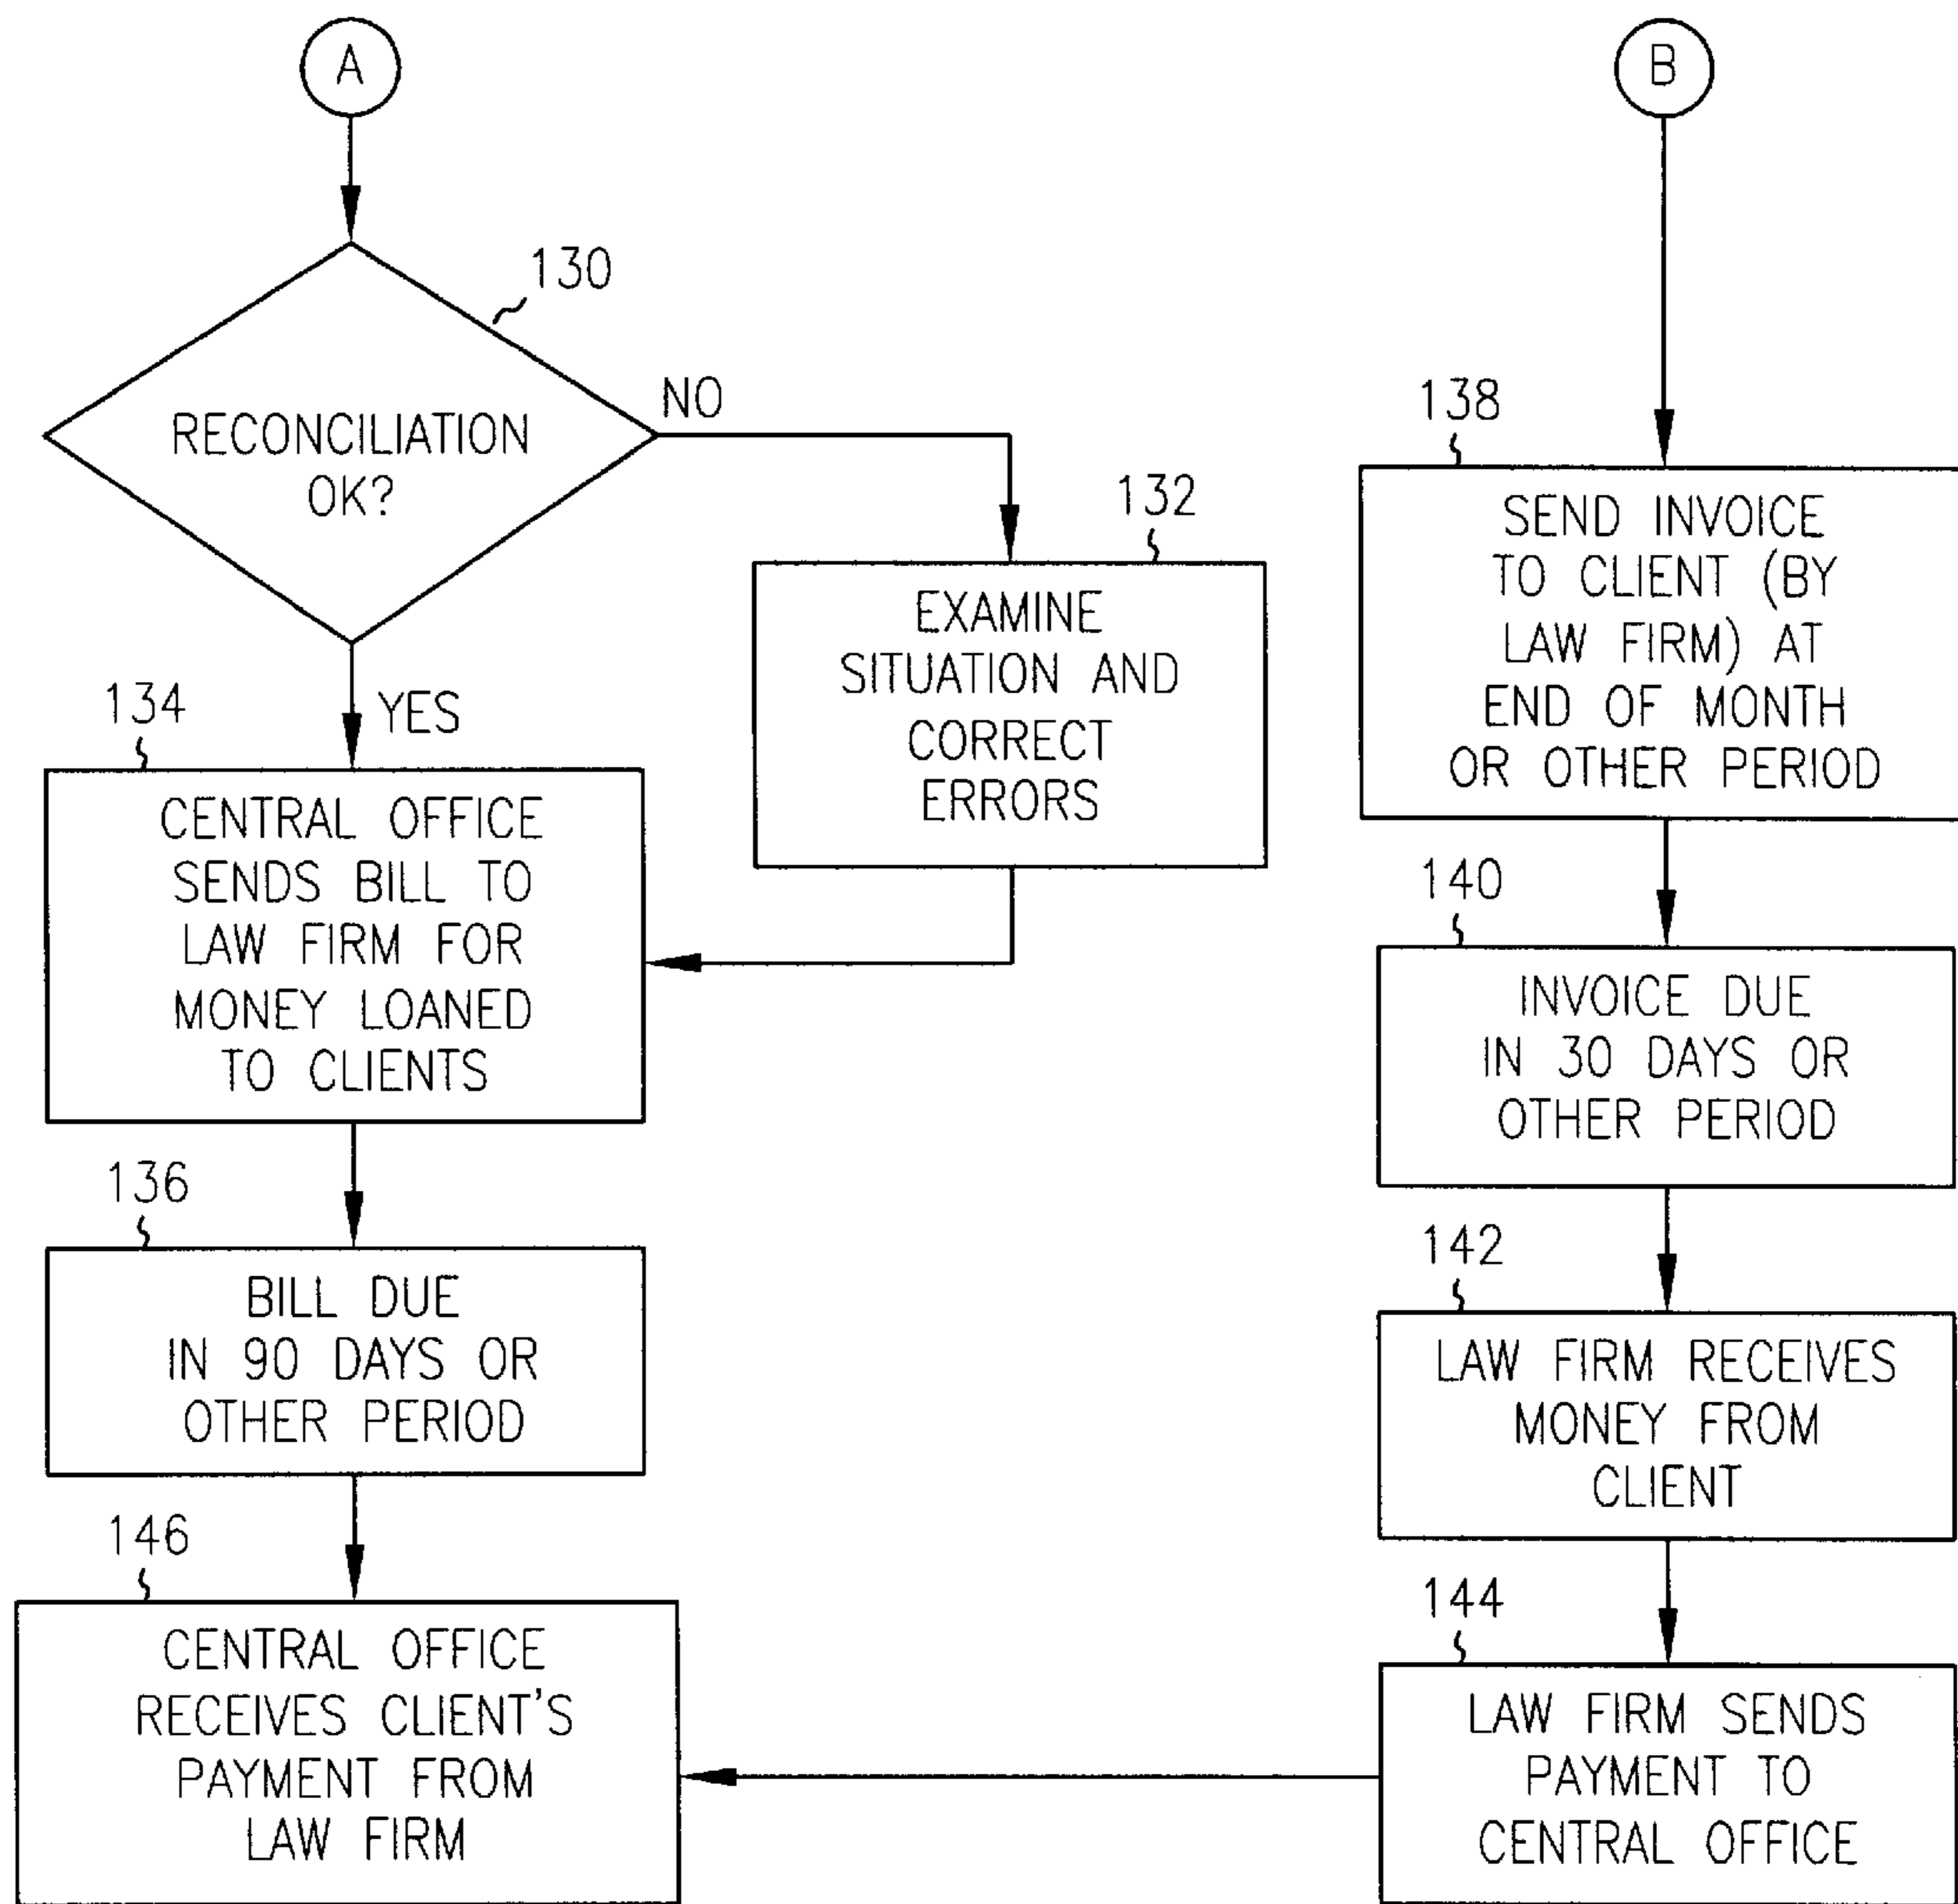 A
130
RECONCILIATION
OK?
NO
YES
132
EXAMINE
SITUATION AND
CORRECT
ERRORS
134
CENTRAL OFFICE
SENDS BILL TO
LAW FIRM FOR
MONEY LOANED
TO CLIENTS
136
BILL DUE
IN 90 DAYS OR
OTHER PERIOD
146
CENTRAL OFFICE
RECEIVES CLIENT'S
PAYMENT FROM
LAW FIRM
B
138
SEND INVOICE
TO CLIENT (BY
LAW FIRM) AT
END OF MONTH
OR OTHER PERIOD
140
INVOICE DUE
IN 30 DAYS OR
OTHER PERIOD
142
LAW FIRM RECEIVES
MONEY FROM
CLIENT
144
LAW FIRM SENDS
PAYMENT TO
CENTRAL OFFICE